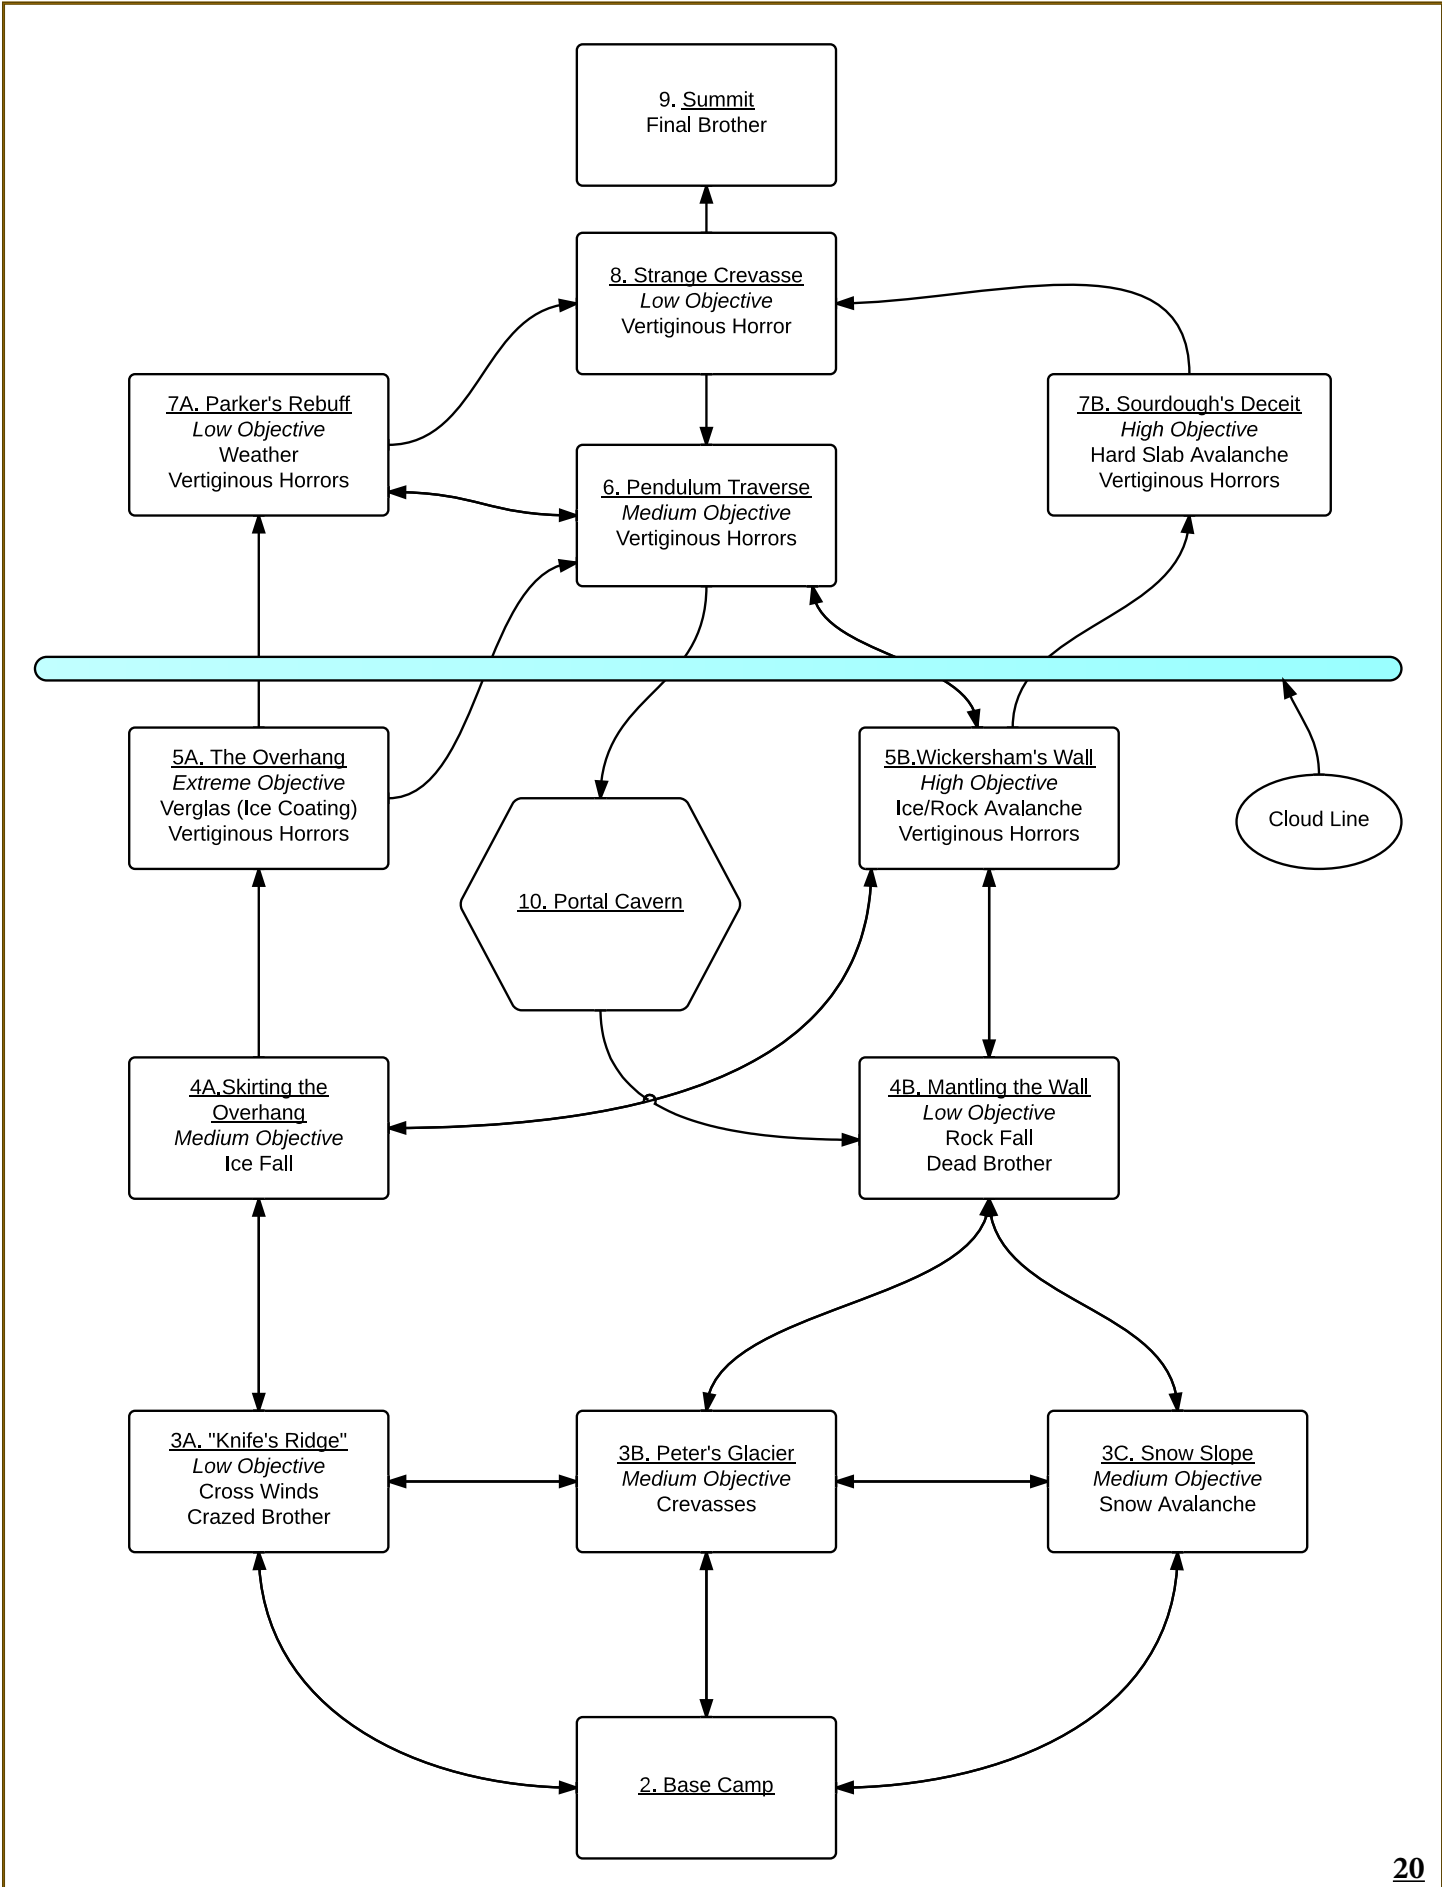 9. Summit
Final Brother
8. Strange Crevasse
Low Objective
Vertiginous Horror
7A. Parker's Rebuff
Low Objective
Weather
Vertiginous Horrors
7B. Sourdough's Deceit
High Objective
Hard Slab Avalanche
Vertiginous Horrors
6. Pendulum Traverse
Medium Objective
Vertiginous Horrors
5A. The Overhang
Extreme Objective
Verglas (Ice Coating)
Vertiginous Horrors
5B.Wickersham's Wall
High Objective
Ice/Rock Avalanche
Vertiginous Horrors
Cloud Line
10. Portal Cavern
4A.Skirting the
Overhang
Medium Objective
Ice Fall
4B. Mantling the Wall
Low Objective
Rock Fall
Dead Brother
3A. "Knife's Ridge"
Low Objective
Cross Winds
Crazed Brother
3B. Peter's Glacier
Medium Objective
Crevasses
3C. Snow Slope
Medium Objective
Snow Avalanche
2. Base Camp
20